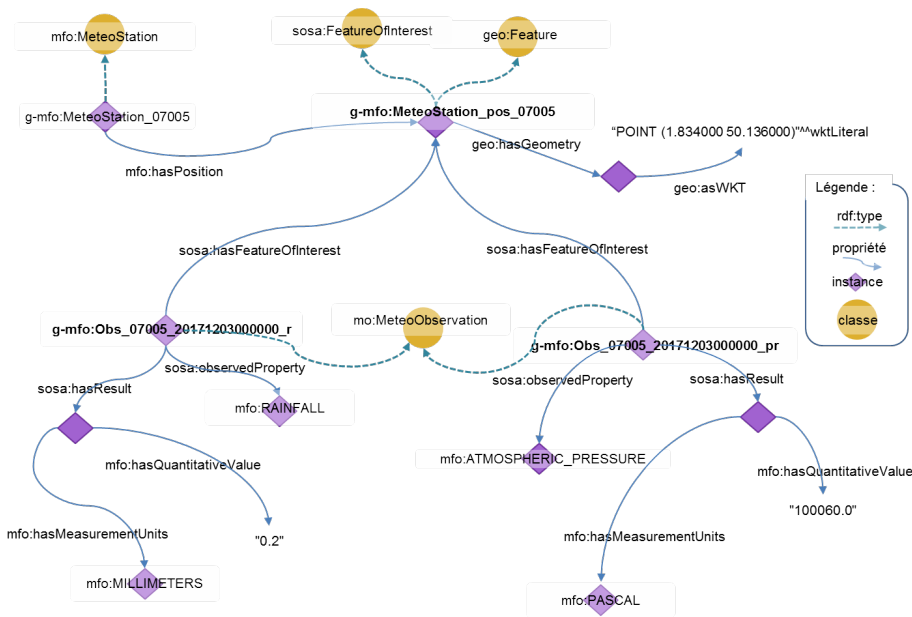 mfo:MeteoStation
sosa:FeatureOfInterest
geo:Feature
g-mfo:MeteoStation_07005
g-mfo:MeteoStation_pos_07005
"POINT (1.834000 50.136000)"^^wktLiteral
geo:hasGeometry
mfo:hasPosition
geo:asWKT
Légende :
rdf:type
propriété
instance
classe
sosa:hasFeatureOfInterest
sosa:hasFeatureOfInterest
g-mfo:Obs_07005_20171203000000_r
mo:MeteoObservation
g-mfo:Obs_07005_20171203000000_pr
sosa:hasResult
sosa:observedProperty
sosa:observedProperty
sosa:hasResult
mfo:RAINFALL
mfo:hasQuantitativeValue
mfo:ATMOSPHERIC_PRESSURE
mfo:hasQuantitativeValue
mfo:hasMeasurementUnits
"0.2"
"100060.0"
mfo:hasMeasurementUnits
mfo:MILLIMETERS
mfo:PASCAL